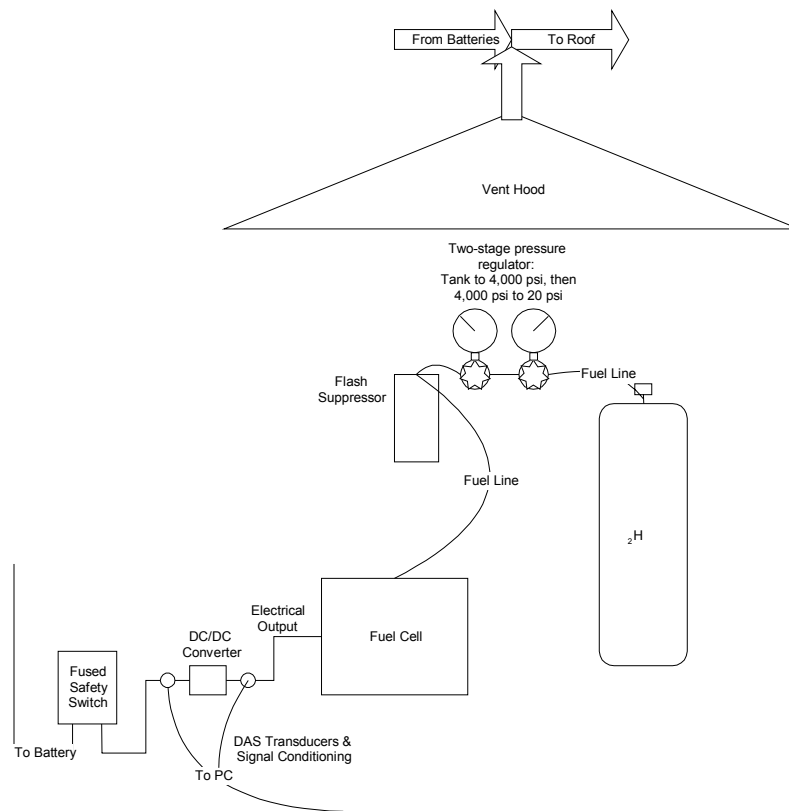 From Batteries
To Roof
Vent Hood
Two-stage pressure
regulator:
Tank to 4,000 psi, then
4,000 psi to 20 psi
Fuel Line
Flash
Suppressor
Fuel Line
₂H
Fuel Cell
Electrical
Output
DC/DC
Converter
Fused
Safety
Switch
To Battery
DAS Transducers &
Signal Conditioning
To PC